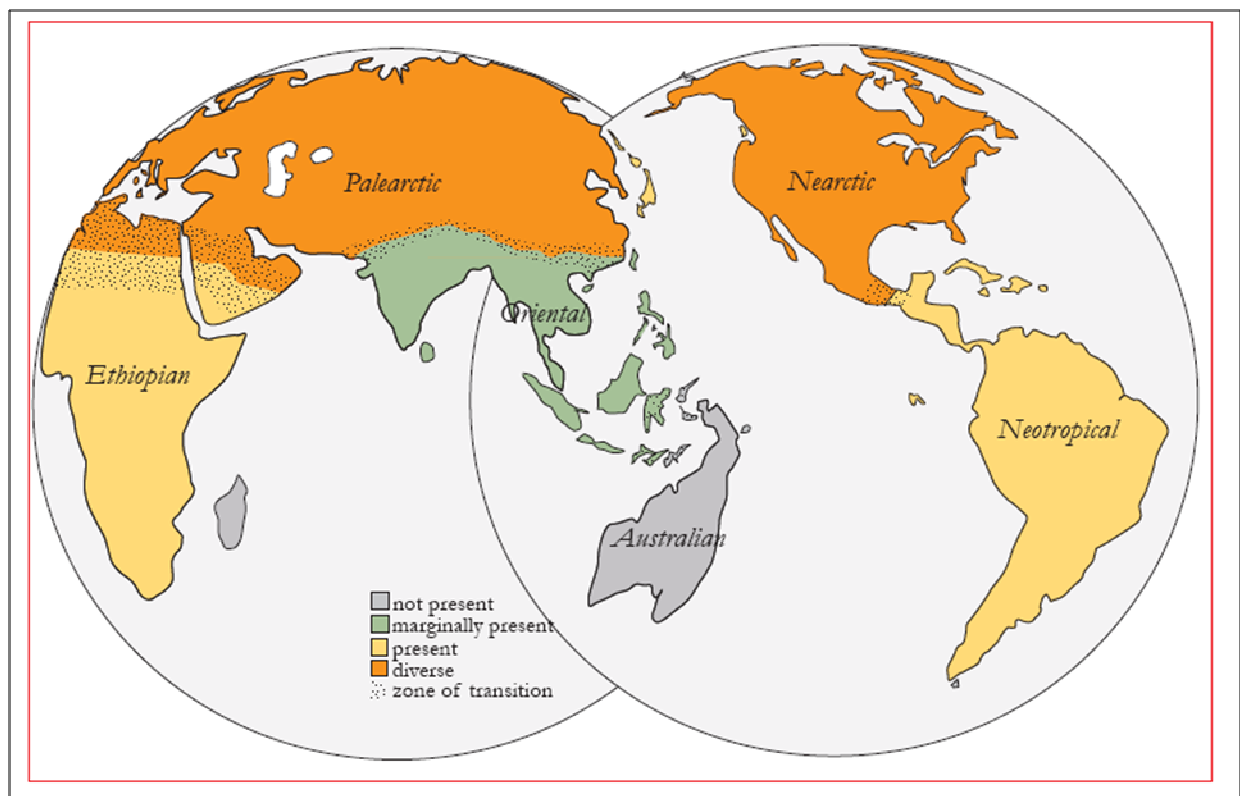 Palearctic
Nearctic
Oriental
Ethiopian
Neotropical
Australian
not present
marginally present
present
diverse
zone of transition